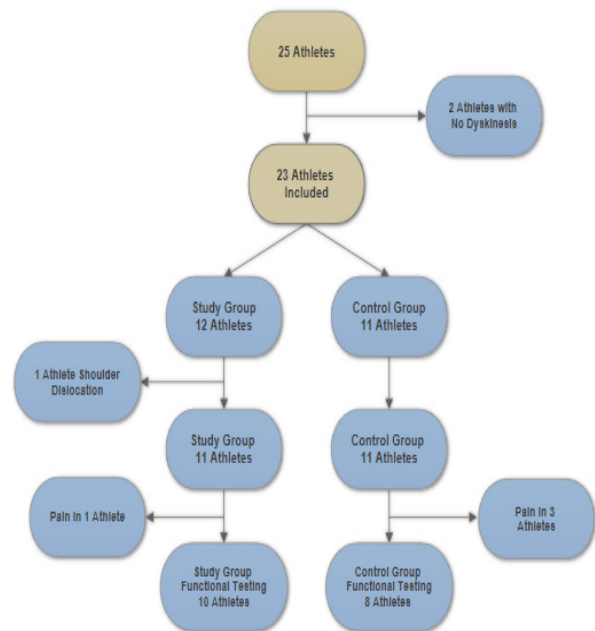 25 Athletes
2 Athletes with
No Dyskinesis
23 Athletes
Included
Study Group
12 Athletes
Control Group
11 Athletes
1 Athlete Shoulder
Dislocation
Study Group
11 Athletes
Control Group
11 Athletes
Pain in 1 Athlete
Pain in 3
Athletes
Study Group
Functional Testing
10 Athletes
Control Group
Functional Testing
8 Athletes